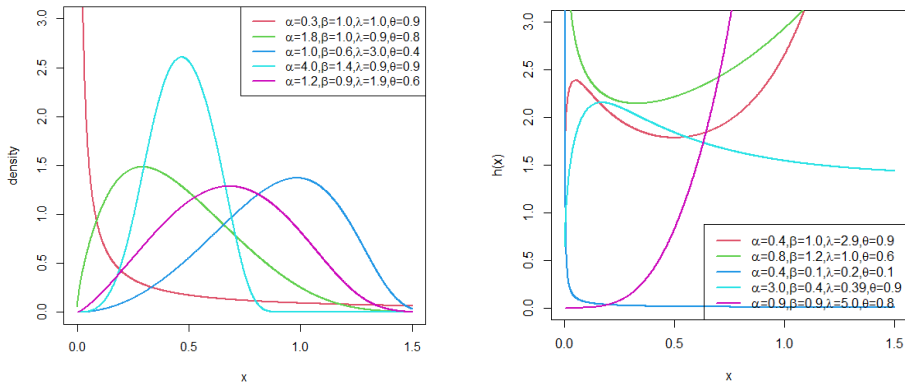 α=0.3,β=1.0,λ=1.0,θ=0.9
α=1.8,β=1.0,λ=0.9,θ=0.8
α=1.0,β=0.6,λ=3.0,θ=0.4
α=4.0,β=1.4,λ=0.9,θ=0.9
α=1.2,β=0.9,λ=1.9,θ=0.6
density
0.0 0.5 1.0 1.5 2.0 2.5 3.0
0.0 0.5 1.0 1.5
x
h(x)
0.0 0.5 1.0 1.5 2.0 2.5 3.0
α=0.4,β=1.0,λ=2.9,θ=0.9
α=0.8,β=1.2,λ=1.0,θ=0.6
α=0.4,β=0.1,λ=0.2,θ=0.1
α=3.0,β=0.4,λ=0.39,θ=0.9
α=0.9,β=0.9,λ=5.0,θ=0.8
0.0 0.5 1.0 1.5
x